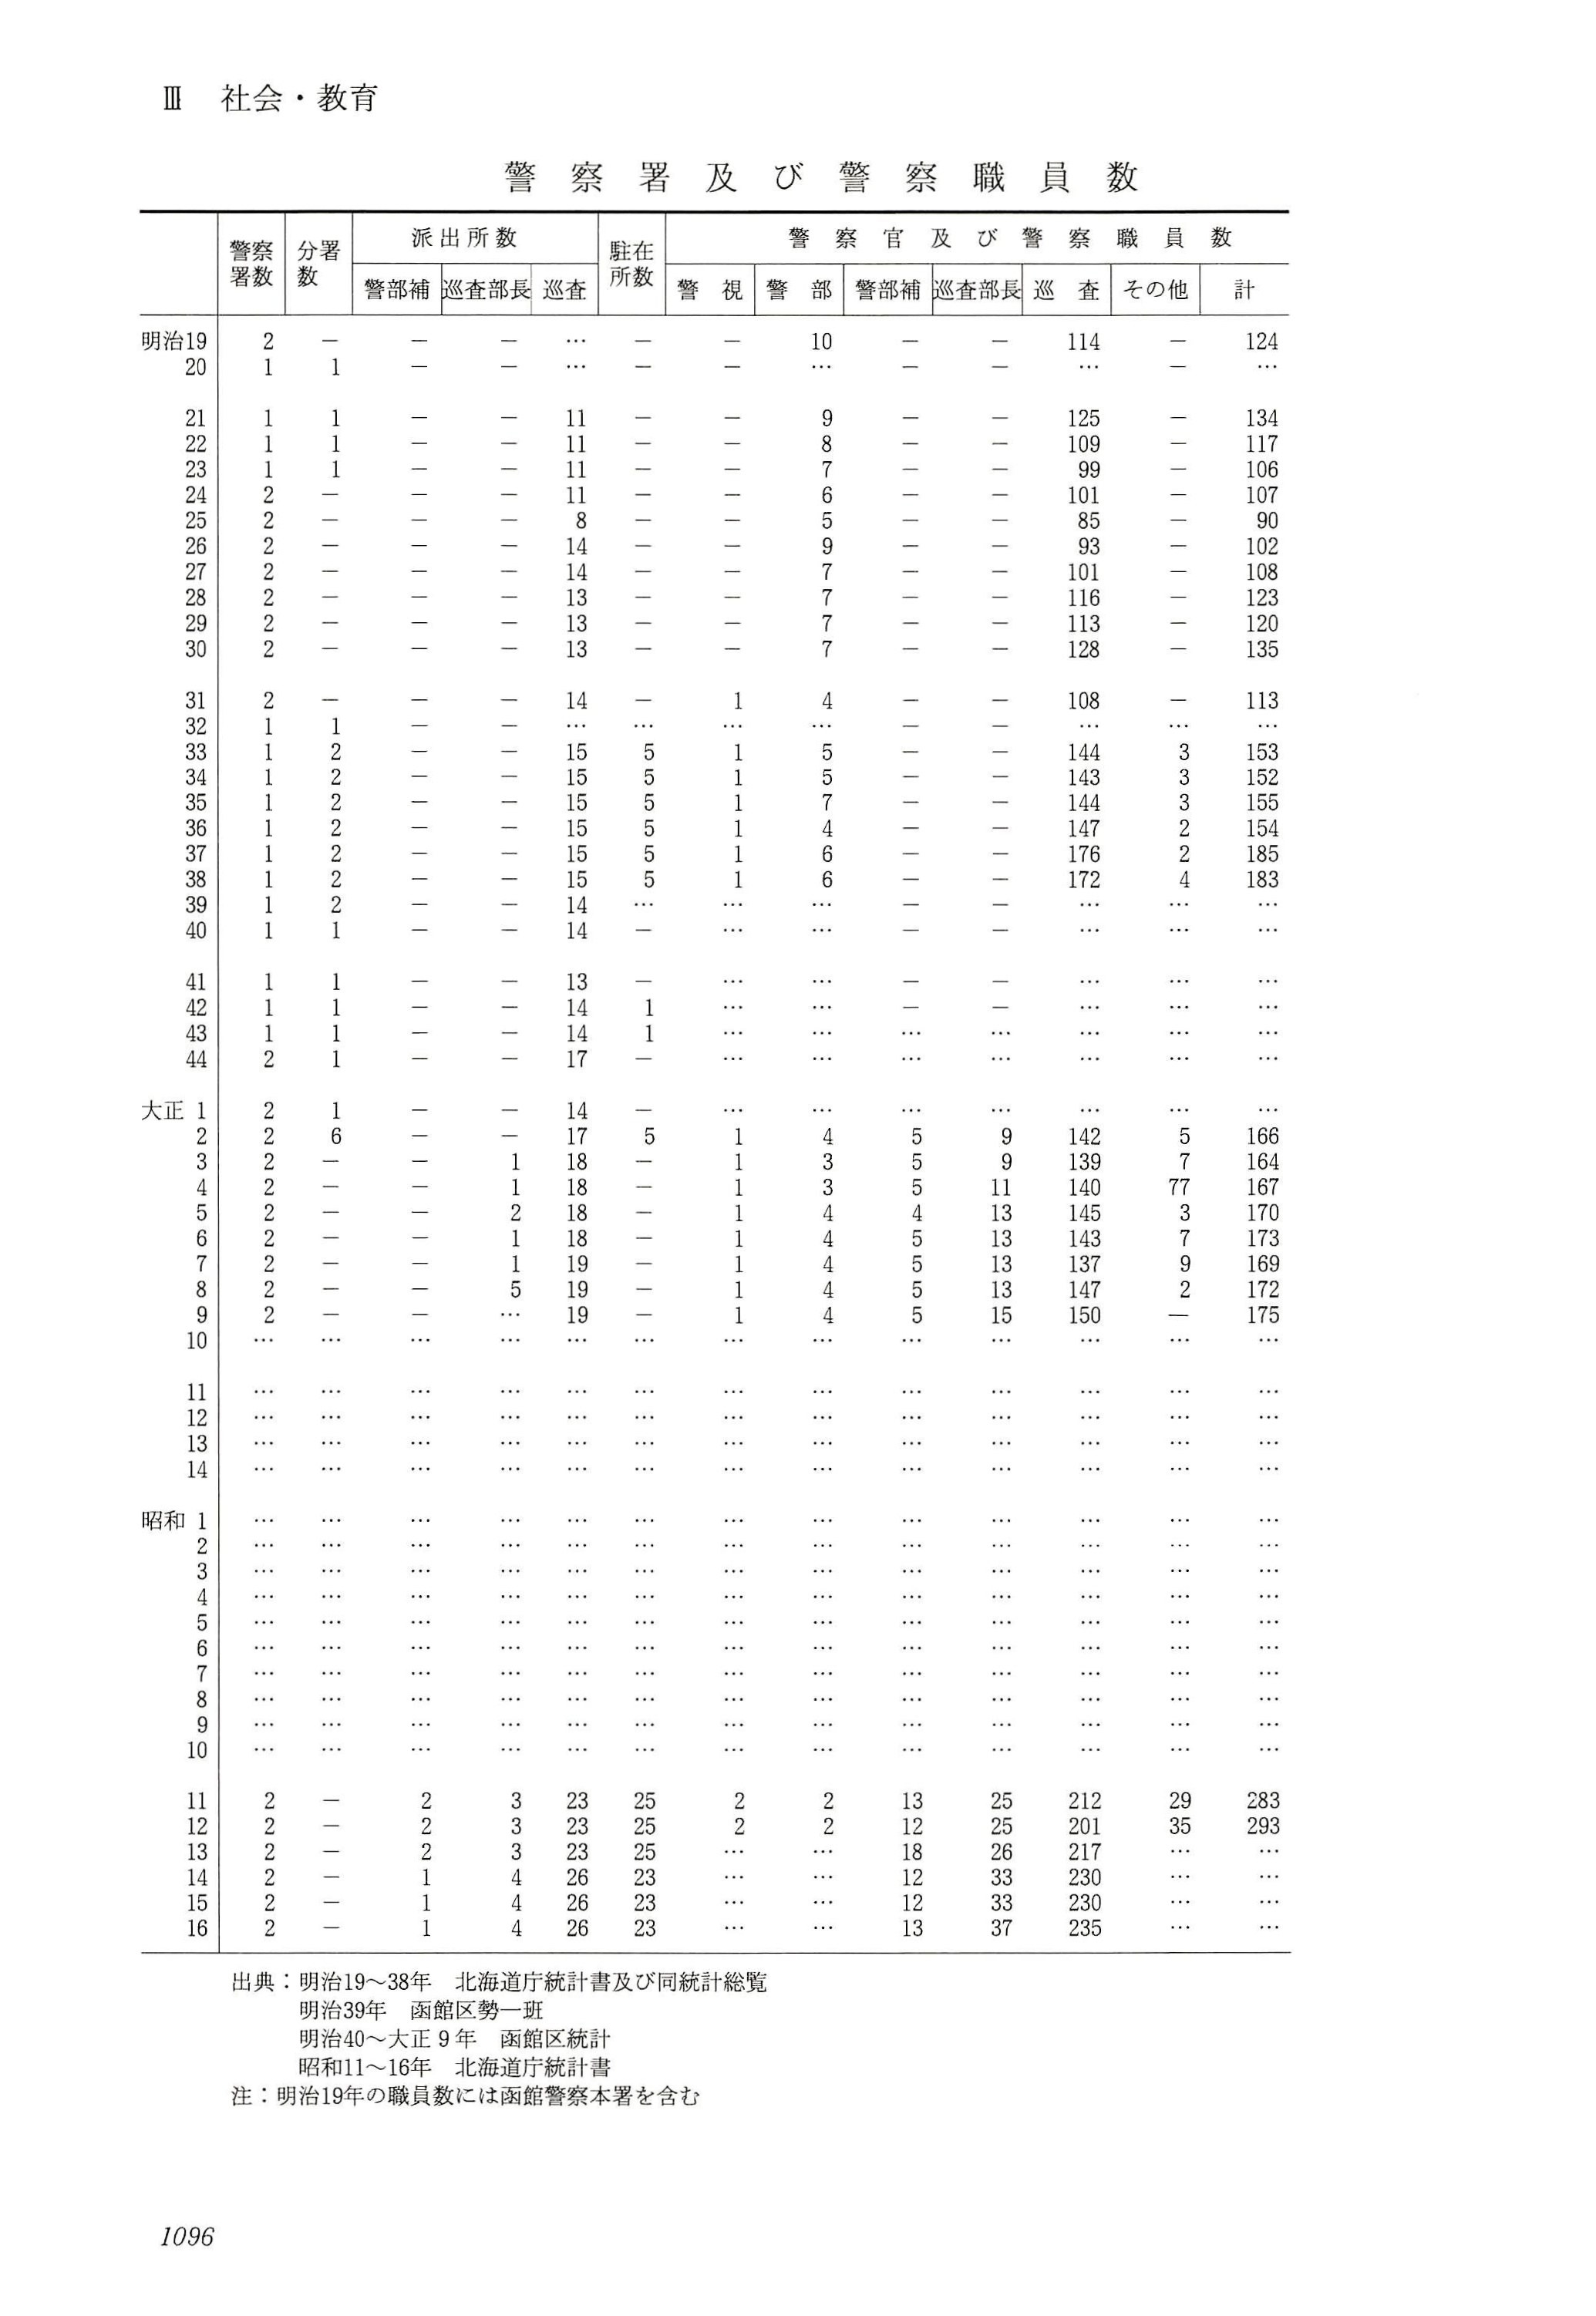 Ⅲ　社会・教育
警察署及び警察職員数
警察署数 分署数 派出所数 駐在所数 警察官及び警察職員数
警部補 巡査部長 巡査 警視 警部 警部補 巡査部長 巡査 その他 計
明治19 2 － － － … － － 10 － － 114 － 124
20 1 1 － － … － － … － － … － …
21 1 1 － － 11 － － 9 － － 125 － 134
22 1 1 － － 11 － － 8 － － 109 － 117
23 1 1 － － 11 － － 7 － － 99 － 106
24 2 － － － 11 － － 6 － － 101 － 107
25 2 － － － 8 － － 5 － － 85 － 90
26 2 － － － 14 － － 9 － － 93 － 102
27 2 － － － 14 － － 7 － － 101 － 108
28 2 － － － 13 － － 7 － － 116 － 123
29 2 － － － 13 － － 7 － － 113 － 120
30 2 － － － 13 － － 7 － － 128 － 135
31 2 － － － 14 － 1 4 － － 108 － 113
32 1 1 － － … … … … － － … … …
33 1 2 － － 15 5 1 5 － － 144 3 153
34 1 2 － － 15 5 1 5 － － 143 3 152
35 1 2 － － 15 5 1 7 － － 144 3 155
36 1 2 － － 15 5 1 4 － － 147 2 154
37 1 2 － － 15 5 1 6 － － 176 2 185
38 1 2 － － 15 5 1 6 － － 172 4 183
39 1 2 － － 14 … … … － － … … …
40 1 1 － － 14 － … … － － … … …
41 1 1 － － 13 － … … － － … … …
42 1 1 － － 14 1 … … － － … … …
43 1 1 － － 14 1 … … … … … … …
44 2 1 － － 17 － … … … … … … …
大正 1 2 1 － － 14 － … … … … … … …
2 2 6 － － 17 5 1 4 5 9 142 5 166
3 2 － － 1 18 － 1 3 5 9 139 7 164
4 2 － － 1 18 － 1 3 5 11 140 77 167
5 2 － － 2 18 － 1 4 4 13 145 3 170
6 2 － － 1 18 － 1 4 5 13 143 7 173
7 2 － － 1 19 － 1 4 5 13 137 9 169
8 2 － － 5 19 － 1 4 5 13 147 2 172
9 2 － － … 19 － 1 4 5 15 150 － 175
10 … … … … … … … … … … … … …
11 … … … … … … … … … … … … …
12 … … … … … … … … … … … … …
13 … … … … … … … … … … … … …
14 … … … … … … … … … … … … …
昭和 1 … … … … … … … … … … … … …
2 … … … … … … … … … … … … …
3 … … … … … … … … … … … … …
4 … … … … … … … … … … … … …
5 … … … … … … … … … … … … …
6 … … … … … … … … … … … … …
7 … … … … … … … … … … … … …
8 … … … … … … … … … … … … …
9 … … … … … … … … … … … … …
10 … … … … … … … … … … … … …
11 2 － 2 3 23 25 2 2 13 25 212 29 283
12 2 － 2 3 23 25 2 2 12 25 201 35 293
13 2 － 2 3 23 25 … … 18 26 217 … …
14 2 － 1 4 26 23 … … 12 33 230 … …
15 2 － 1 4 26 23 … … 12 33 230 … …
16 2 － 1 4 26 23 … … 13 37 235 … …
出典：明治19～38年　北海道庁統計書及び同統計総覧
明治39年　函館区勢一班
明治40～大正 9 年　函館区統計
昭和11～16年　北海道庁統計書
注：明治19年の職員数には函館警察本署を含む
1096